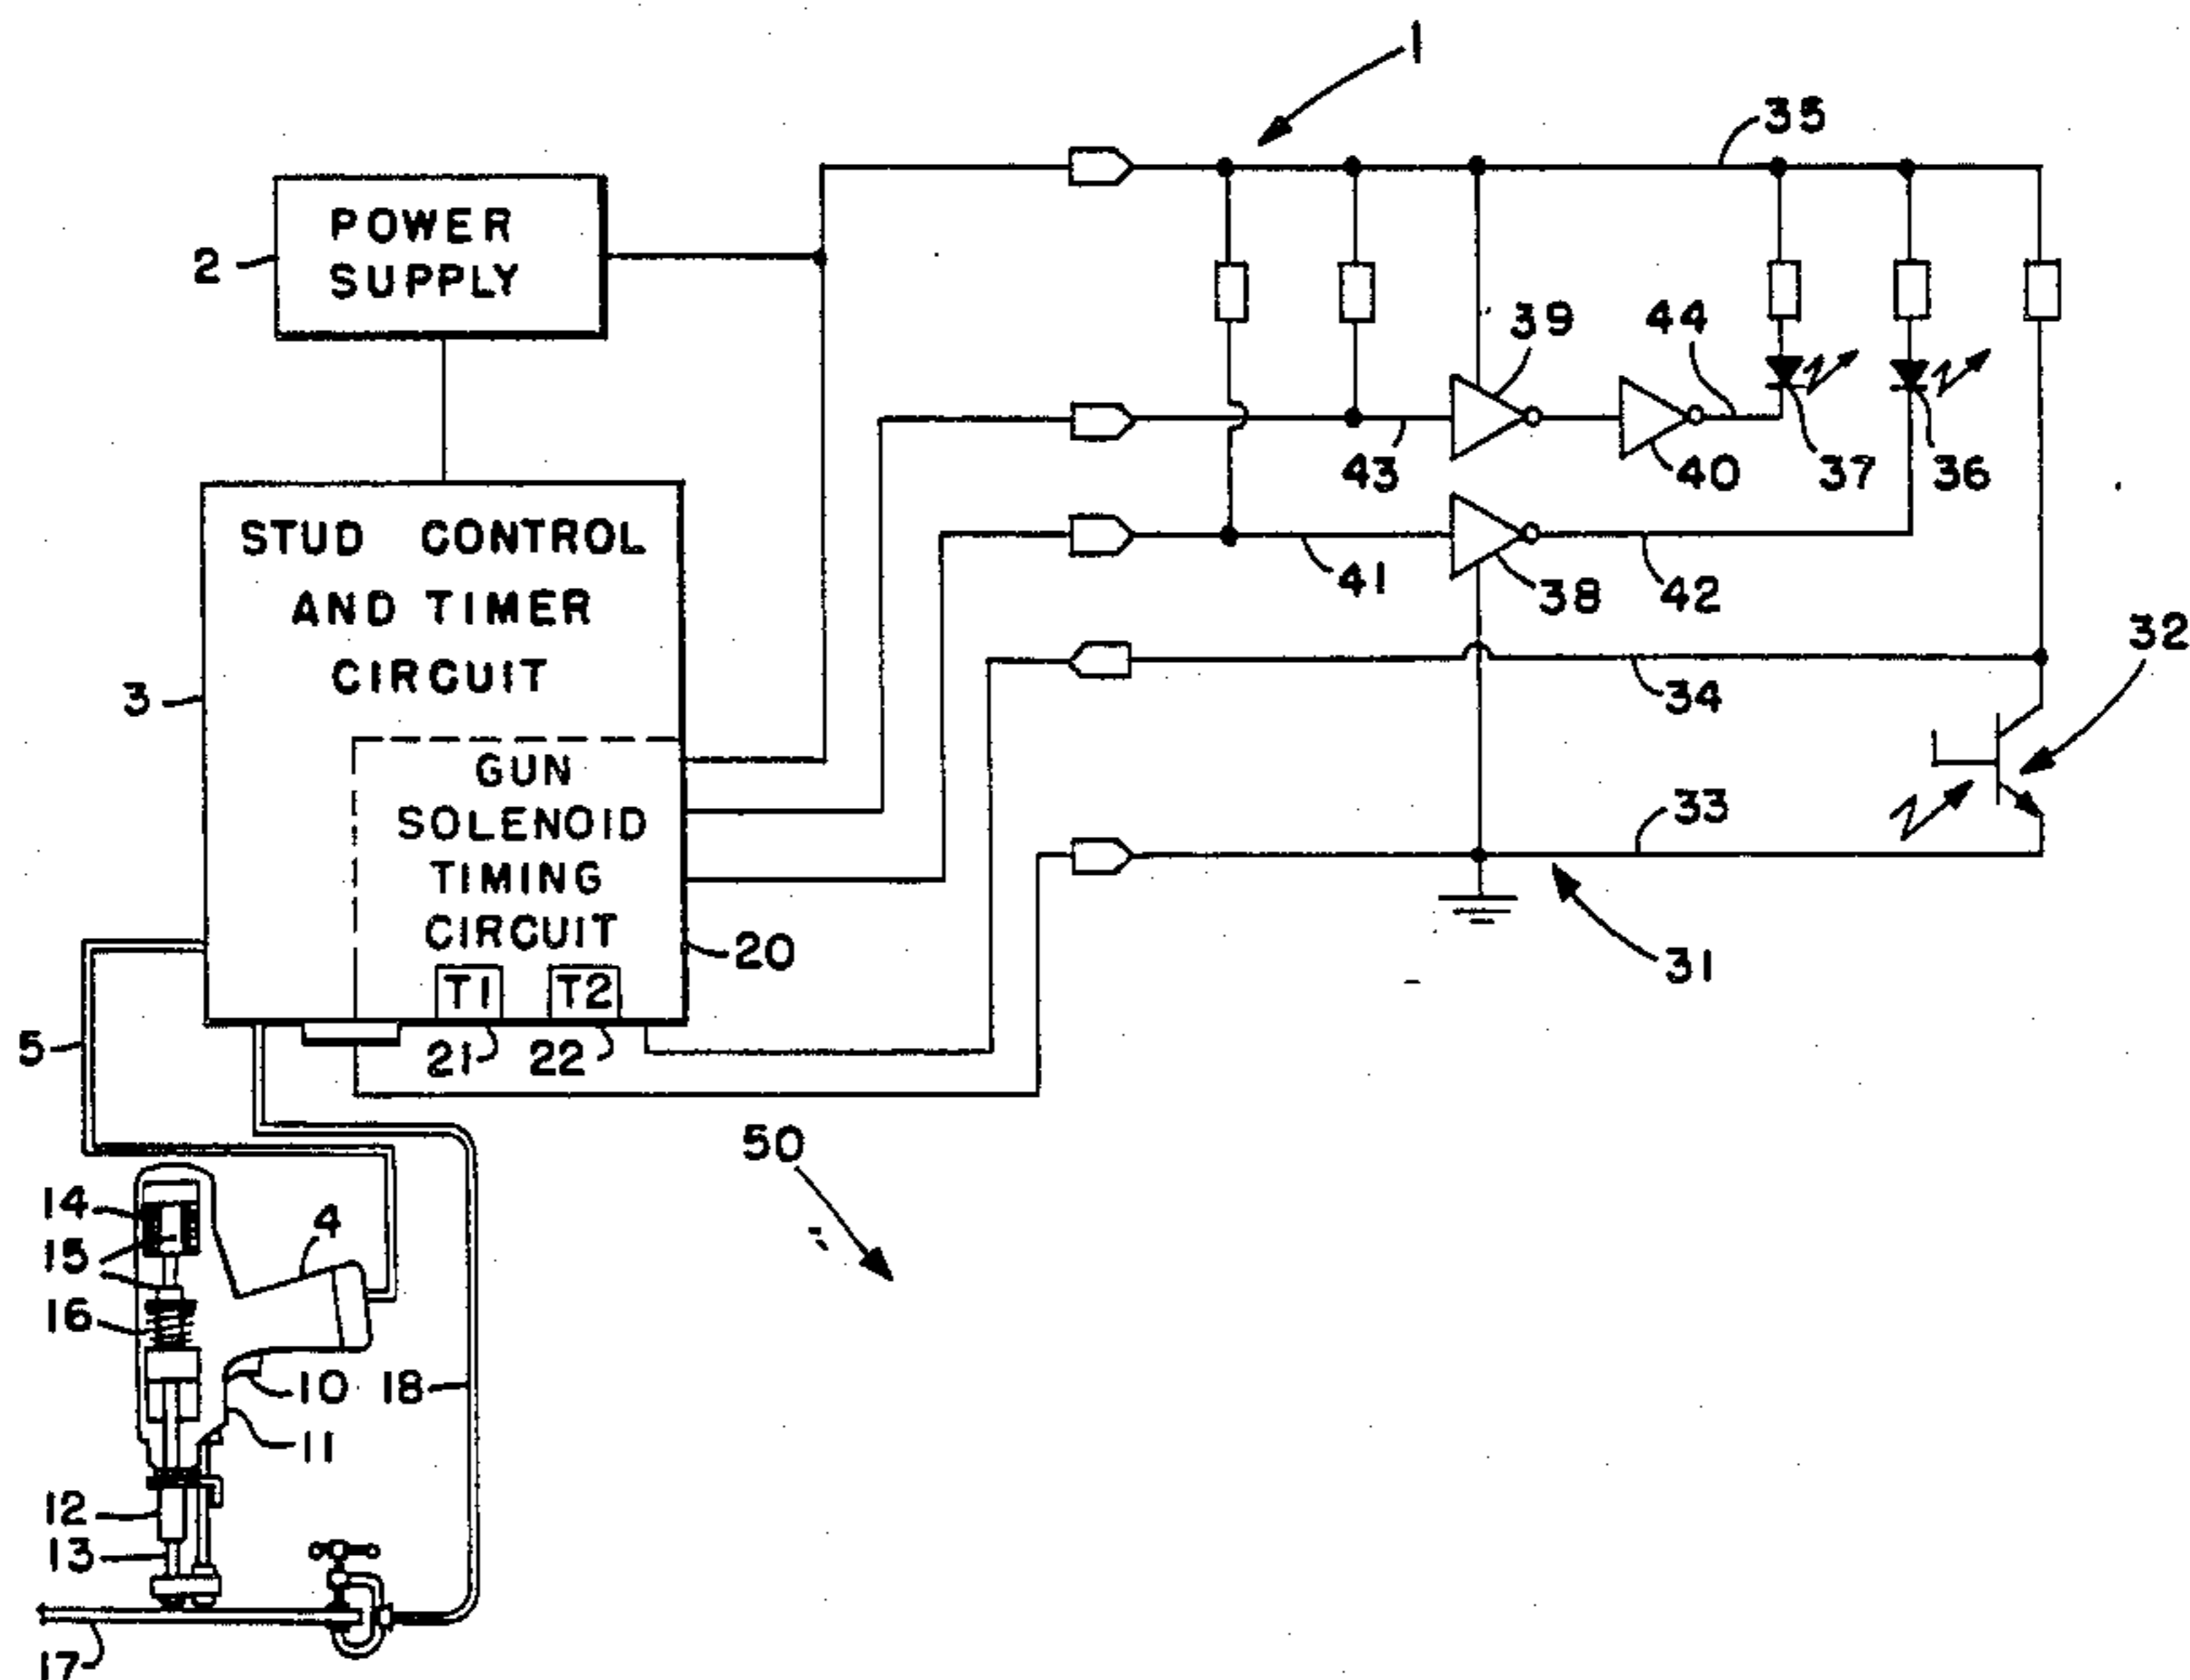 1
35
POWER
SUPPLY
2
39
44
43
40
37
36
STUD CONTROL
AND TIMER
CIRCUIT
3
41
38
42
32
34
GUN
SOLENOID
TIMING
CIRCUIT
33
20
31
T1
T2
5
21
22
50
14
4
15
16
10
18
11
12
13
17